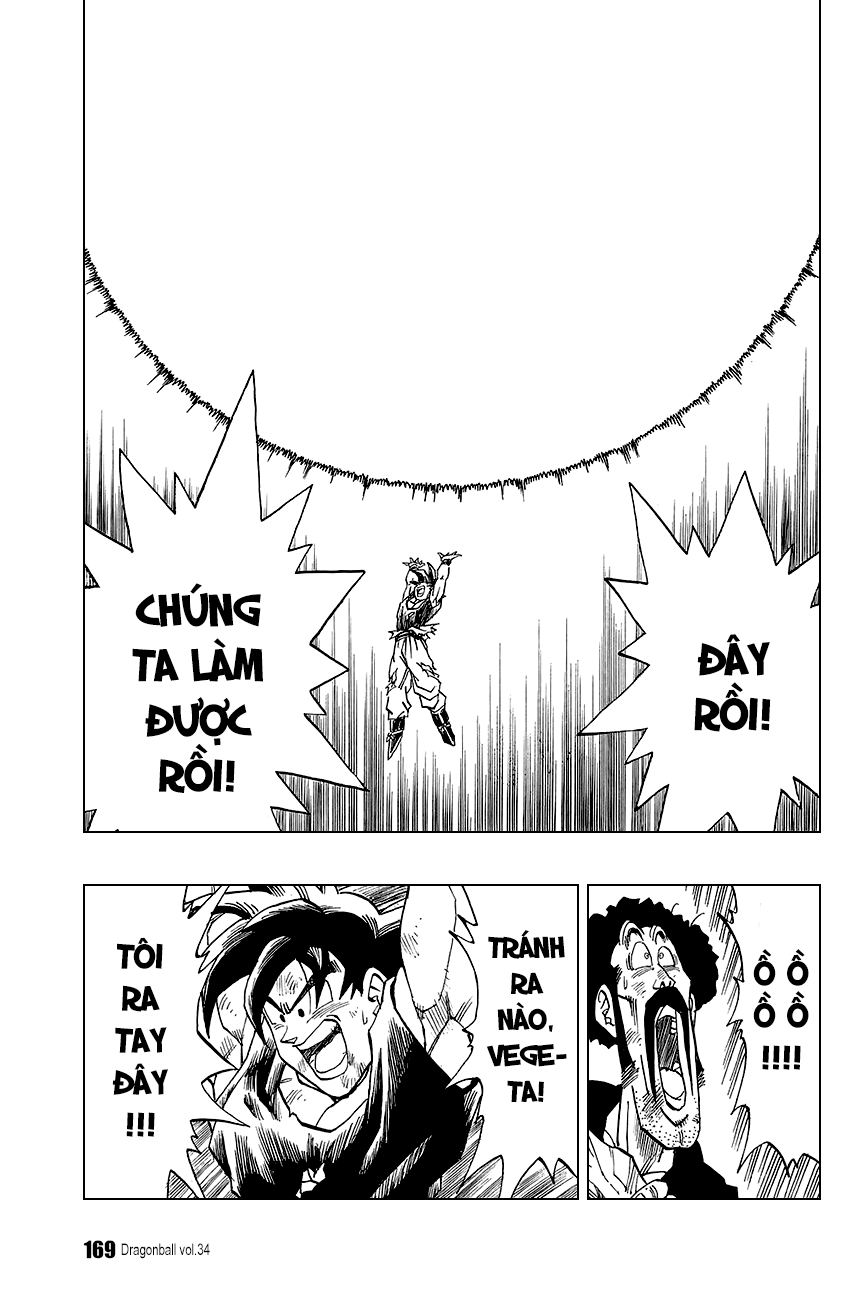 ĐÂY
RỒI!
CHÚNG
TA LÀM
ĐƯỢC
RỒI!
Ồ Ồ
Ồ Ồ
!!!!
TRÁNH
RA
NÀO,
VEGE-
TA!
TÔI
RA
TAY
ĐÂY
!!!
169 Dragonball vol.34